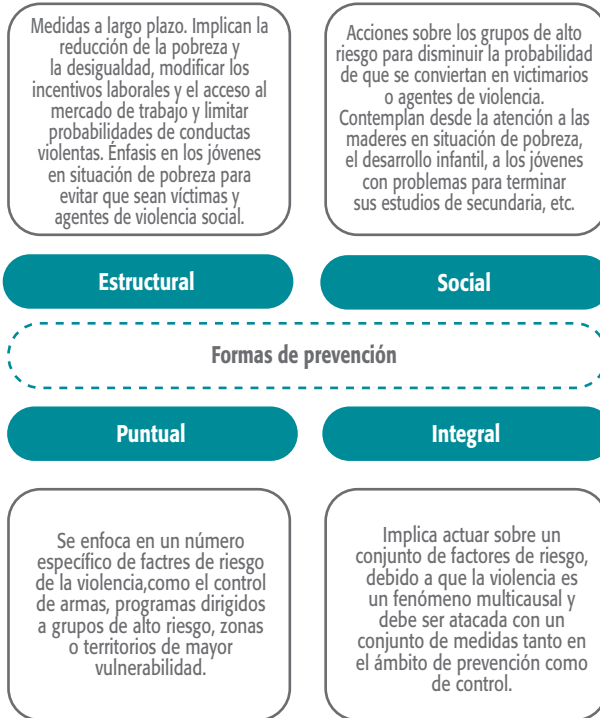 Medidas a largo plazo. Implican la
reducción de la pobreza y
la desigualdad, modificar los
incentivos laborales y el acceso al
mercado de trabajo y limitar
probabilidades de conductas
violentas. Énfasis en los jóvenes
en situación de pobreza para
evitar que sean víctimas y
agentes de violencia social.
Acciones sobre los grupos de alto
riesgo para disminuir la probabilidad
de que se conviertan en victimarios
o agentes de violencia.
Contemplan desde la atención a las
maderes en situación de pobreza,
el desarrollo infantil, a los jóvenes
con problemas para terminar
sus estudios de secundaria, etc.
Estructural
Social
Formas de prevención
Puntual
Integral
Se enfoca en un número
específico de factres de riesgo
de la violencia,como el control
de armas, programas dirigidos
a grupos de alto riesgo, zonas
o territorios de mayor
vulnerabilidad.
Implica actuar sobre un
conjunto de factores de riesgo,
debido a que la violencia es
un fenómeno multicausal y
debe ser atacada con un
conjunto de medidas tanto en
el ámbito de prevención como
de control.